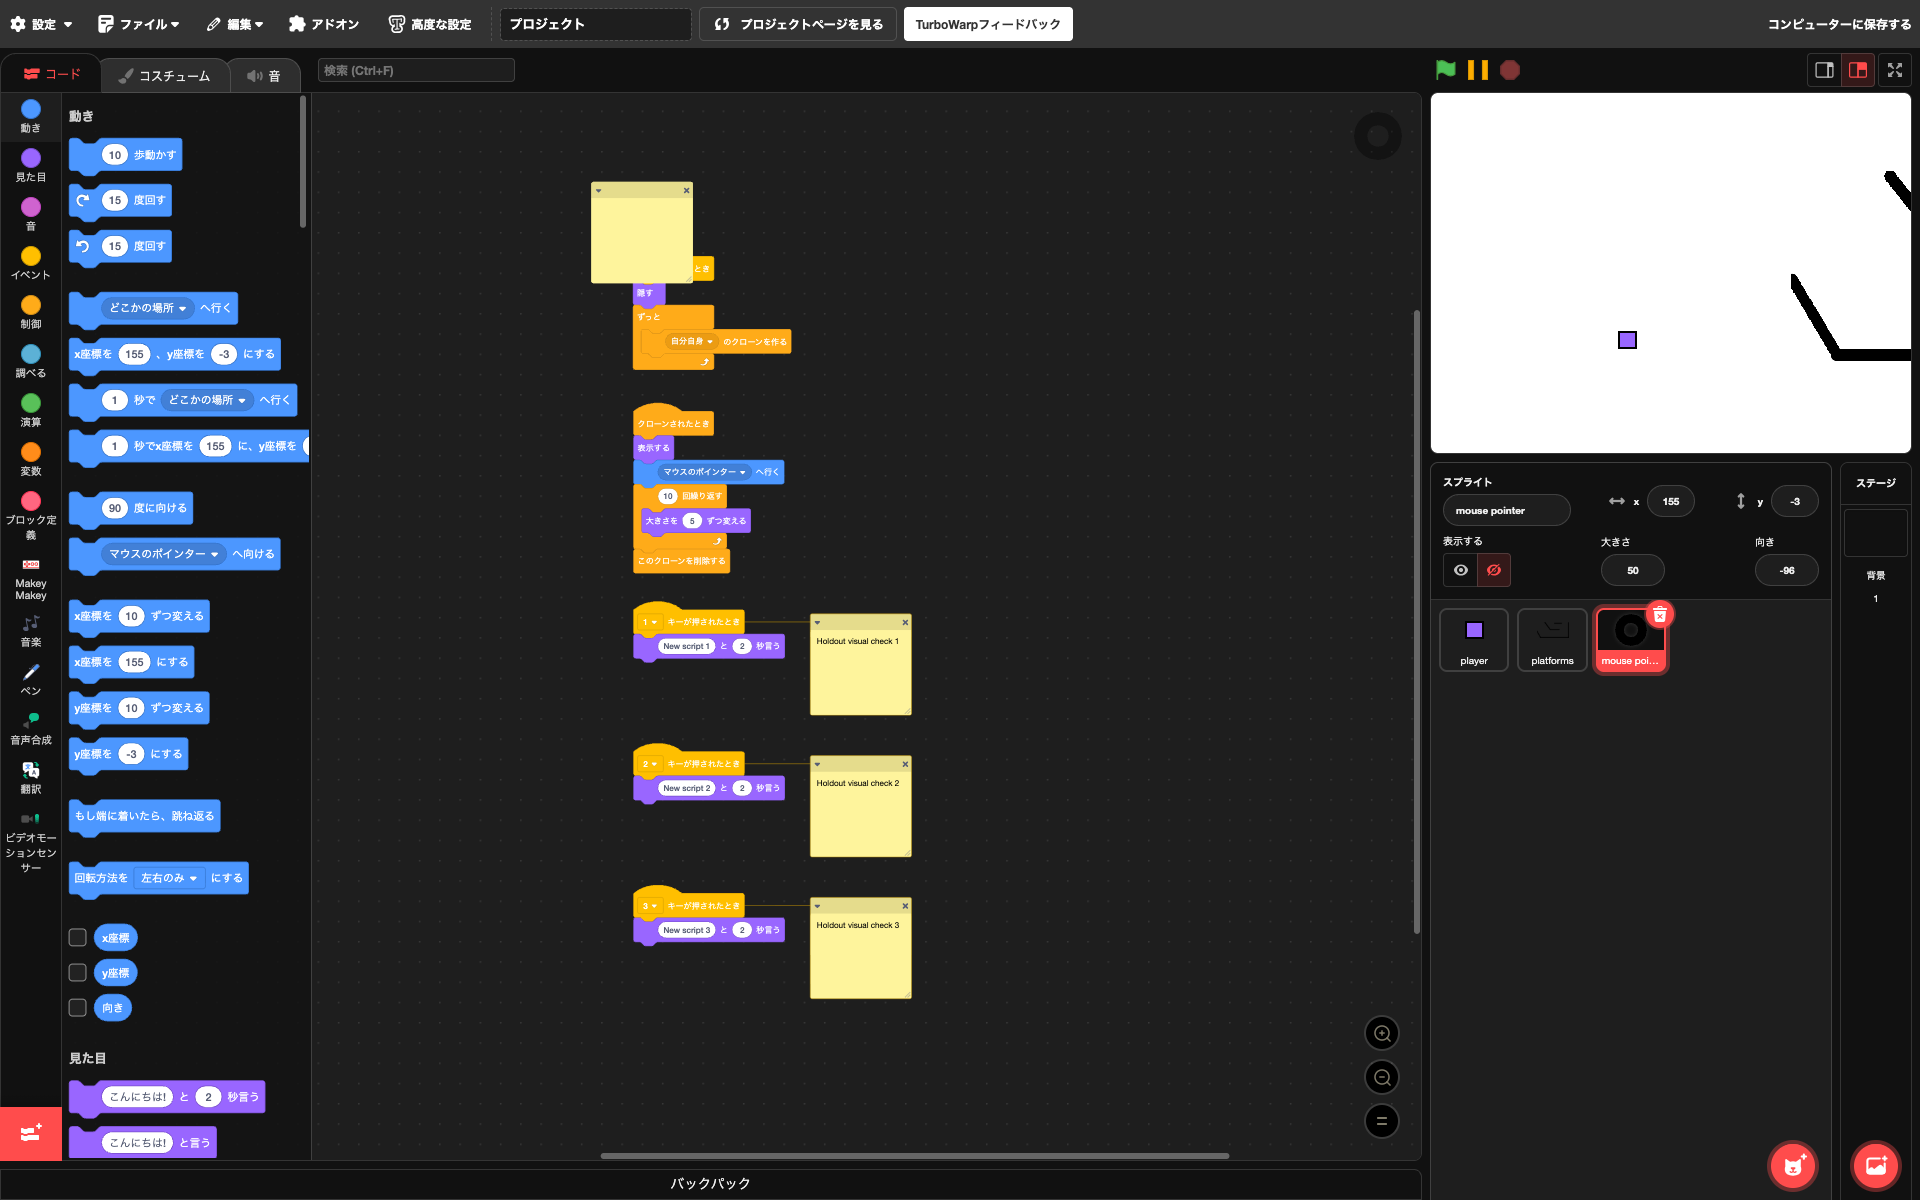 設定
ファイル
編集
アドオン
高度な設定
プロジェクト
プロジェクトページを見る
TurboWarpフィードバック
コンピューターに保存する
コード
コスチューム
音
検索 (Ctrl+F)
動き
見た目
音
イベント
制御
調べる
演算
変数
ブロック定義
Makey Makey
音楽
ペン
音声合成
翻訳
ビデオモーションセンサー
動き
10 歩動かす
15 度回す
15 度回す
どこかの場所 へ行く
x座標を 155 、y座標を -3 にする
1 秒で どこかの場所 へ行く
1 秒でx座標を 155 に、y座標を
90 度に向ける
マウスのポインター へ向ける
x座標を 10 ずつ変える
x座標を 155 にする
y座標を 10 ずつ変える
y座標を -3 にする
もし端に着いたら、跳ね返る
回転方法を 左右のみ にする
x座標
y座標
向き
見た目
こんにちは! と 2 秒言う
こんにちは! と言う
とき
隠す
ずっと
自分自身 のクローンを作る
クローンされたとき
表示する
マウスのポインター へ行く
10 回繰り返す
大きさを 5 ずつ変える
このクローンを削除する
1 キーが押されたとき
New script 1 と 2 秒言う
Holdout visual check 1
2 キーが押されたとき
New script 2 と 2 秒言う
Holdout visual check 2
3 キーが押されたとき
New script 3 と 2 秒言う
Holdout visual check 3
バックパック
スプライト
mouse pointer
x 155
y -3
表示する
大きさ
50
向き
-96
player
platforms
mouse poi...
ステージ
背景
1